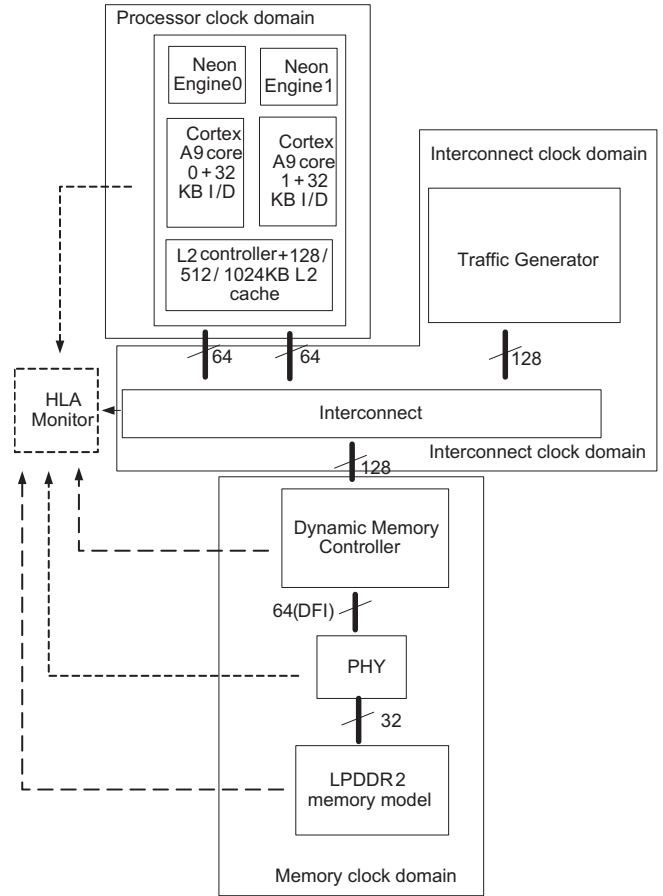 Processor clock domain
Neon
Engine0
Neon
Engine1
Cortex
A9 core
0 + 32
KB I/D
Cortex
A9 core
1 + 32
KB I/D
L2 controller+128/
512/ 1024KB L2
cache
Interconnect clock domain
Traffic Generator
64
64
128
HLA
Monitor
Interconnect
Interconnect clock domain
128
Dynamic Memory
Controller
64(DFI)
PHY
32
LPDDR2
memory model
Memory clock domain